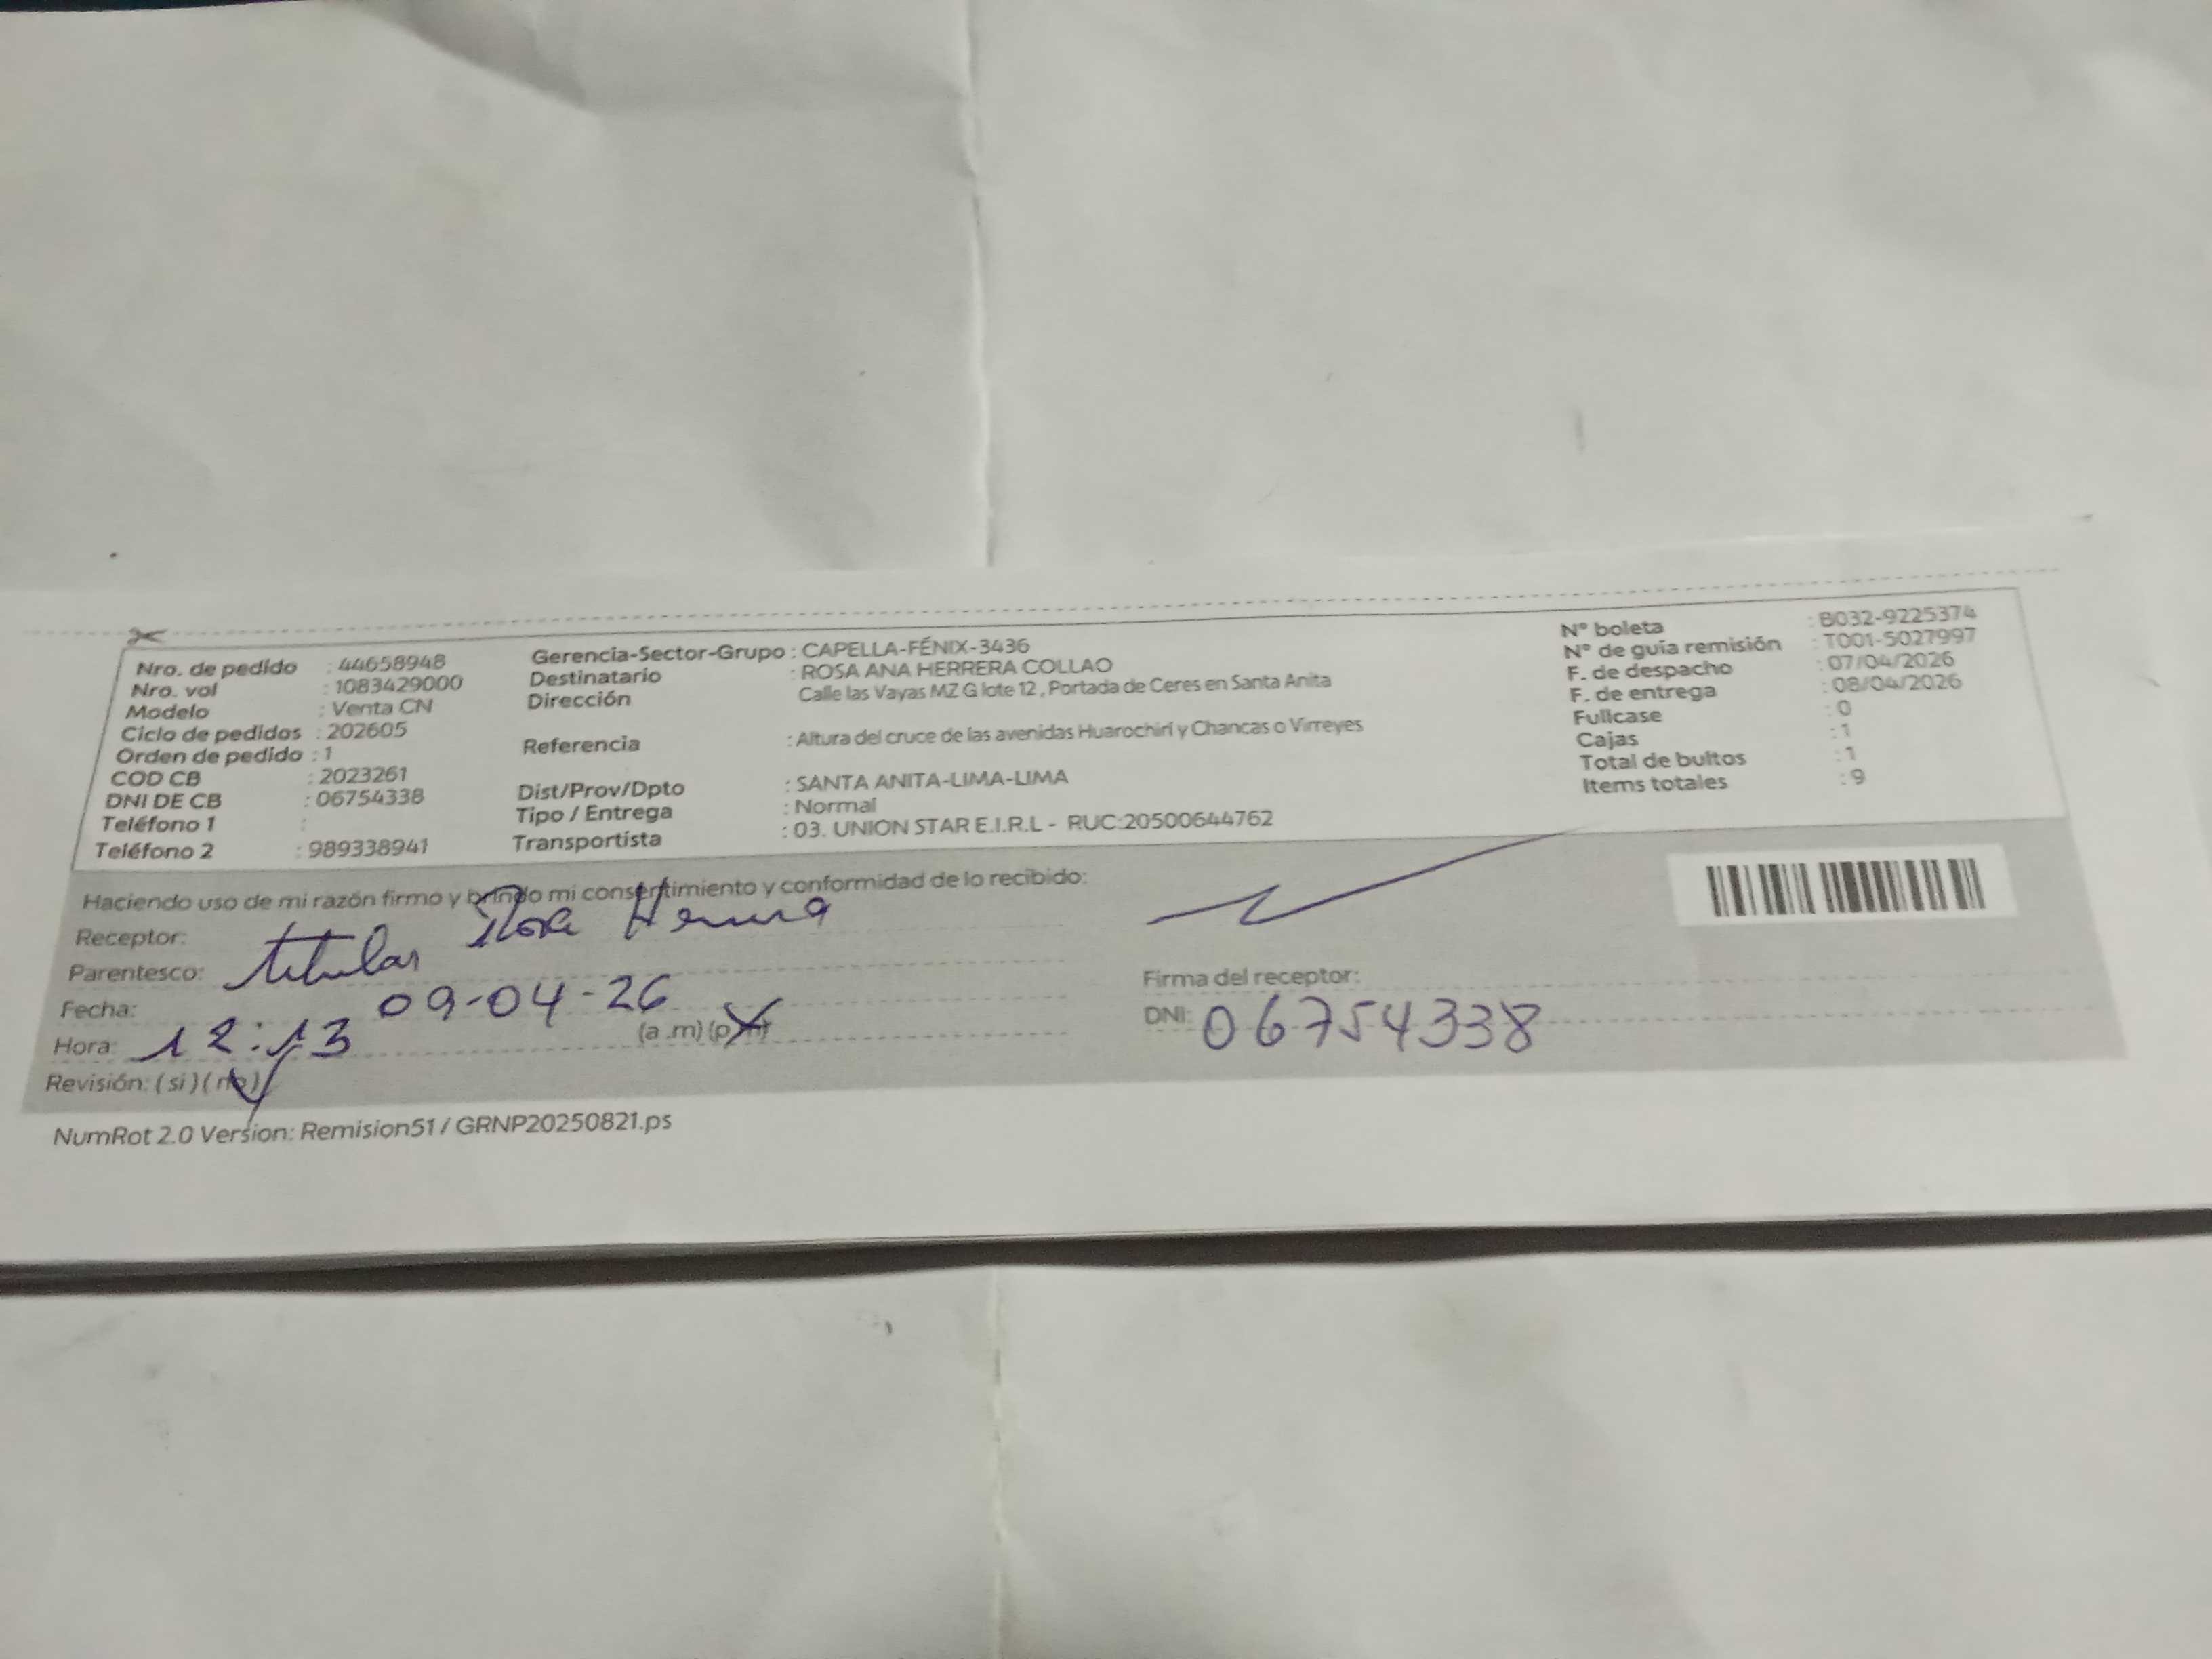 Nro. de pedido : 44658948
Nro. vol : 1083429000
Modelo : Venta CN
Ciclo de pedidos : 202605
Orden de pedido : 1
COD CB : 2023261
DNI DE CB : 06754338
Teléfono 1 :
Teléfono 2 : 989338941
Gerencia-Sector-Grupo : CAPELLA-FÉNIX-3436
Destinatario : ROSA ANA HERRERA COLLAO
Dirección Calle las Vayas MZ G lote 12 , Portada de Ceres en Santa Anita
Referencia : Altura del cruce de las avenidas Huarochirí y Chancas o Virreyes
Dist/Prov/Dpto : SANTA ANITA-LIMA-LIMA
Tipo / Entrega : Normal
Transportista : 03. UNION STAR E.I.R.L - RUC:20500644762
N° boleta : B032-9225374
N° de guía remisión : T001-5027997
F. de despacho : 07/04/2026
F. de entrega : 08/04/2026
Fullcase : 0
Cajas : 1
Total de bultos : 1
Items totales : 9
Haciendo uso de mi razón firmo y brindo mi consentimiento y conformidad de lo recibido:
Receptor: Rosa Herrera
Parentesco: titular
Fecha: 09-04-26
Hora: 12:13 (a .m) (p.m)
Revisión: ( si ) ( no )
Firma del receptor:
DNI: 06754338
NumRot 2.0 Version: Remision51 / GRNP20250821.ps